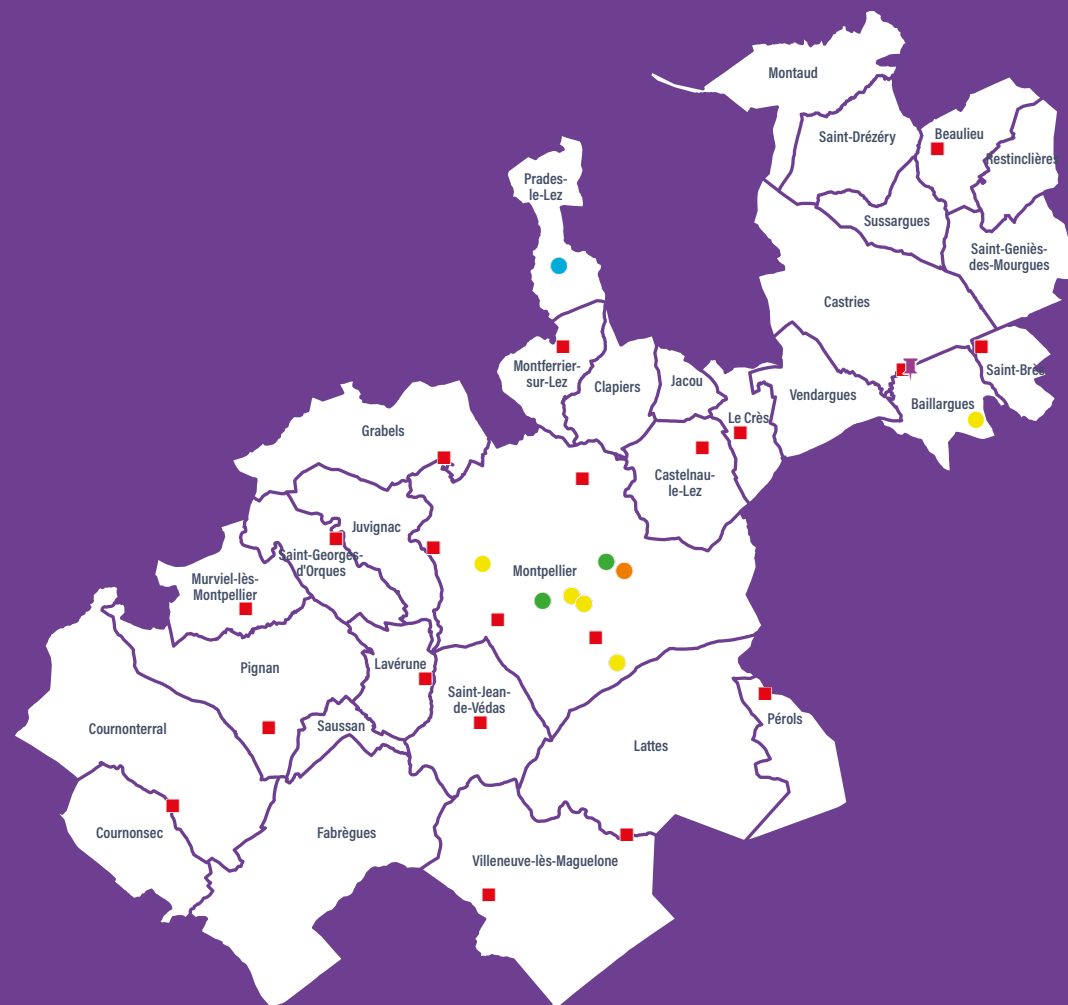 Montaud
Saint-Drézéry
Beaulieu
Restinclières
Prades-
le-Lez
Sussargues
Saint-Geniès-
des-Mourgues
Castries
Montferrier-
sur-Lez
Clapiers
Jacou
Vendargues
Saint-Brès
Baillargues
Le Crès
Grabels
Castelnau-
le-Lez
Juvignac
Saint-Georges-
d'Orques
Montpellier
Murviel-lès-
Montpellier
Pignan
Lavérune
Saint-Jean-
de-Védas
Cournonterral
Saussan
Pérols
Lattes
Cournonsec
Fabrègues
Villeneuve-lès-Maguelone